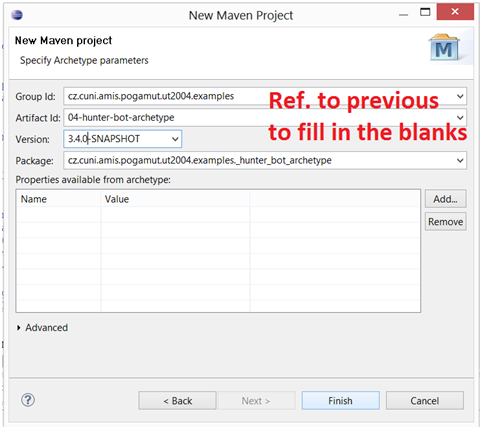 New Maven Project
New Maven project
Specify Archetype parameters
Group Id: cz.cuni.amis.pogamut.ut2004.examples
Artifact Id: 04-hunter-bot-archetype
Version: 3.4.0-SNAPSHOT
Package: cz.cuni.amis.pogamut.ut2004.examples._hunter_bot_archetype
Ref. to previous
to fill in the blanks
Properties available from archetype:
Name Value
Add...
Remove
Advanced
< Back Next > Finish Cancel